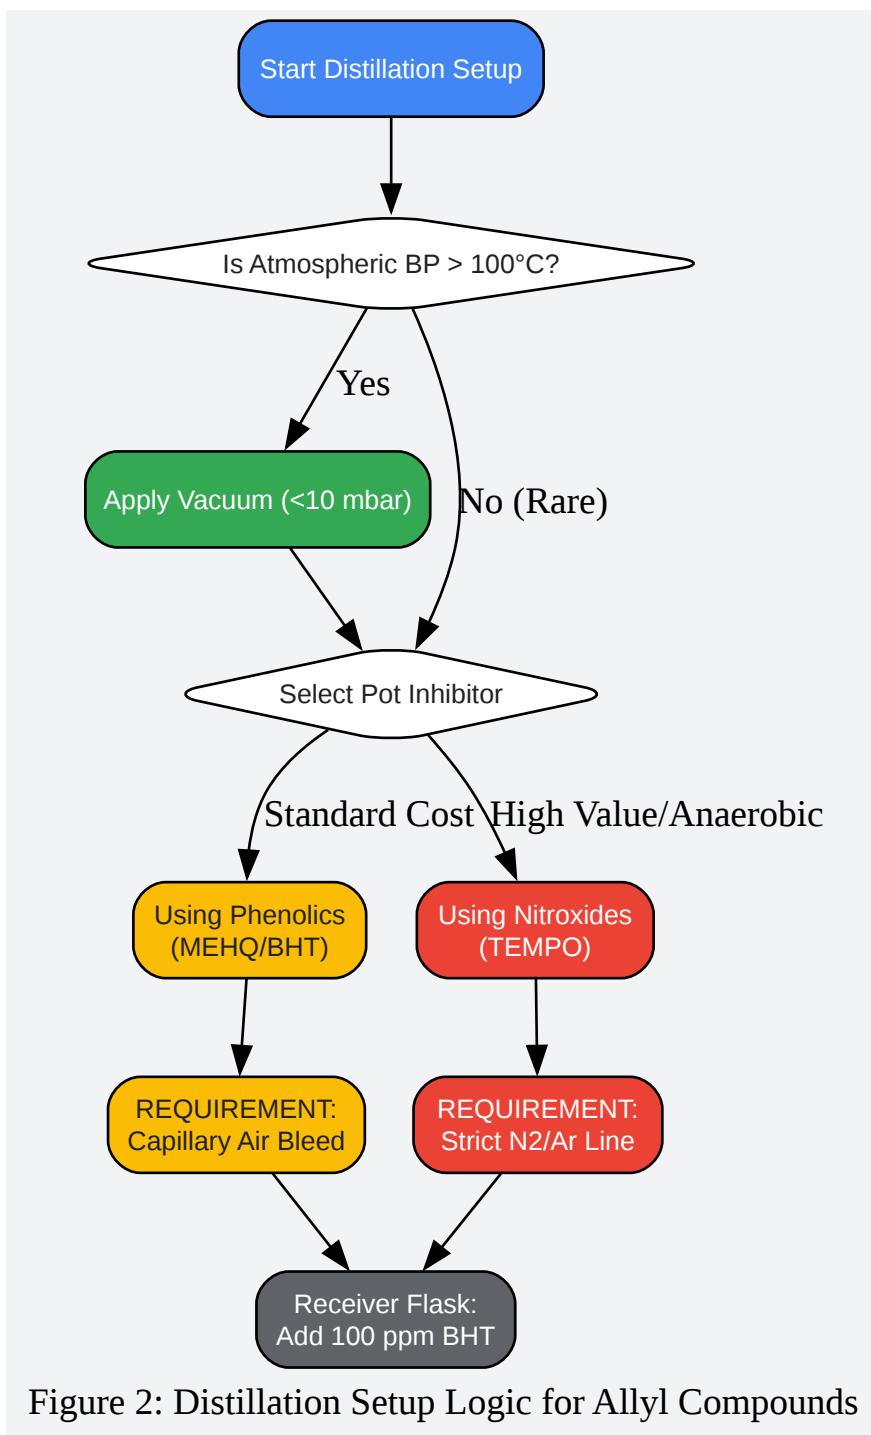 Start Distillation Setup
Is Atmospheric BP > 100°C?
Yes
Apply Vacuum (<10 mbar)
No (Rare)
Select Pot Inhibitor
Standard Cost
High Value/Anaerobic
Using Phenolics
(MEHQ/BHT)
Using Nitroxides
(TEMPO)
REQUIREMENT:
Capillary Air Bleed
REQUIREMENT:
Strict N2/Ar Line
Receiver Flask:
Add 100 ppm BHT
Figure 2: Distillation Setup Logic for Allyl Compounds